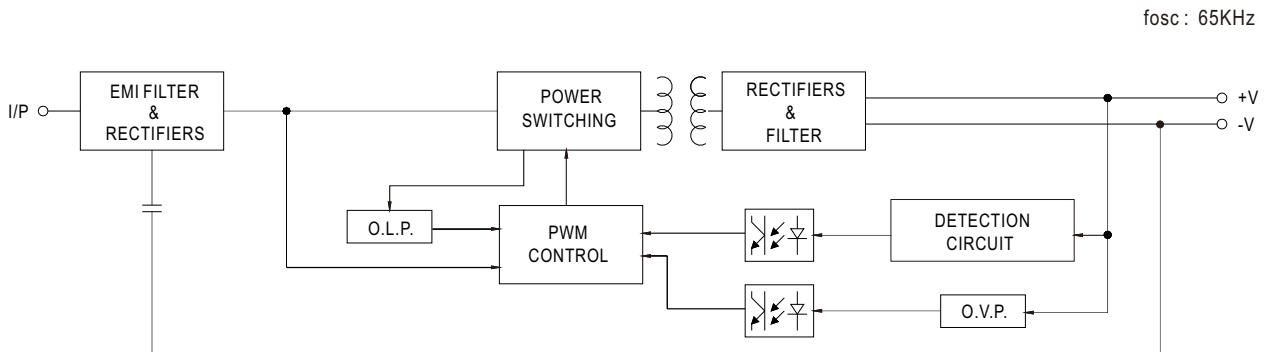 fosc : 65KHz
I/P
EMI FILTER
&
RECTIFIERS
POWER
SWITCHING
RECTIFIERS
&
FILTER
+V
-V
O.L.P.
PWM
CONTROL
DETECTION
CIRCUIT
O.V.P.